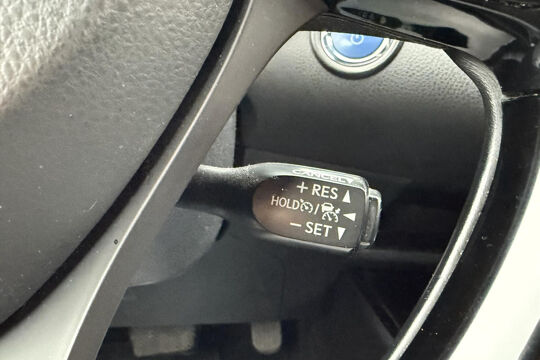 CANCEL
+ RES ▲
HOLD / ◄
− SET ▼